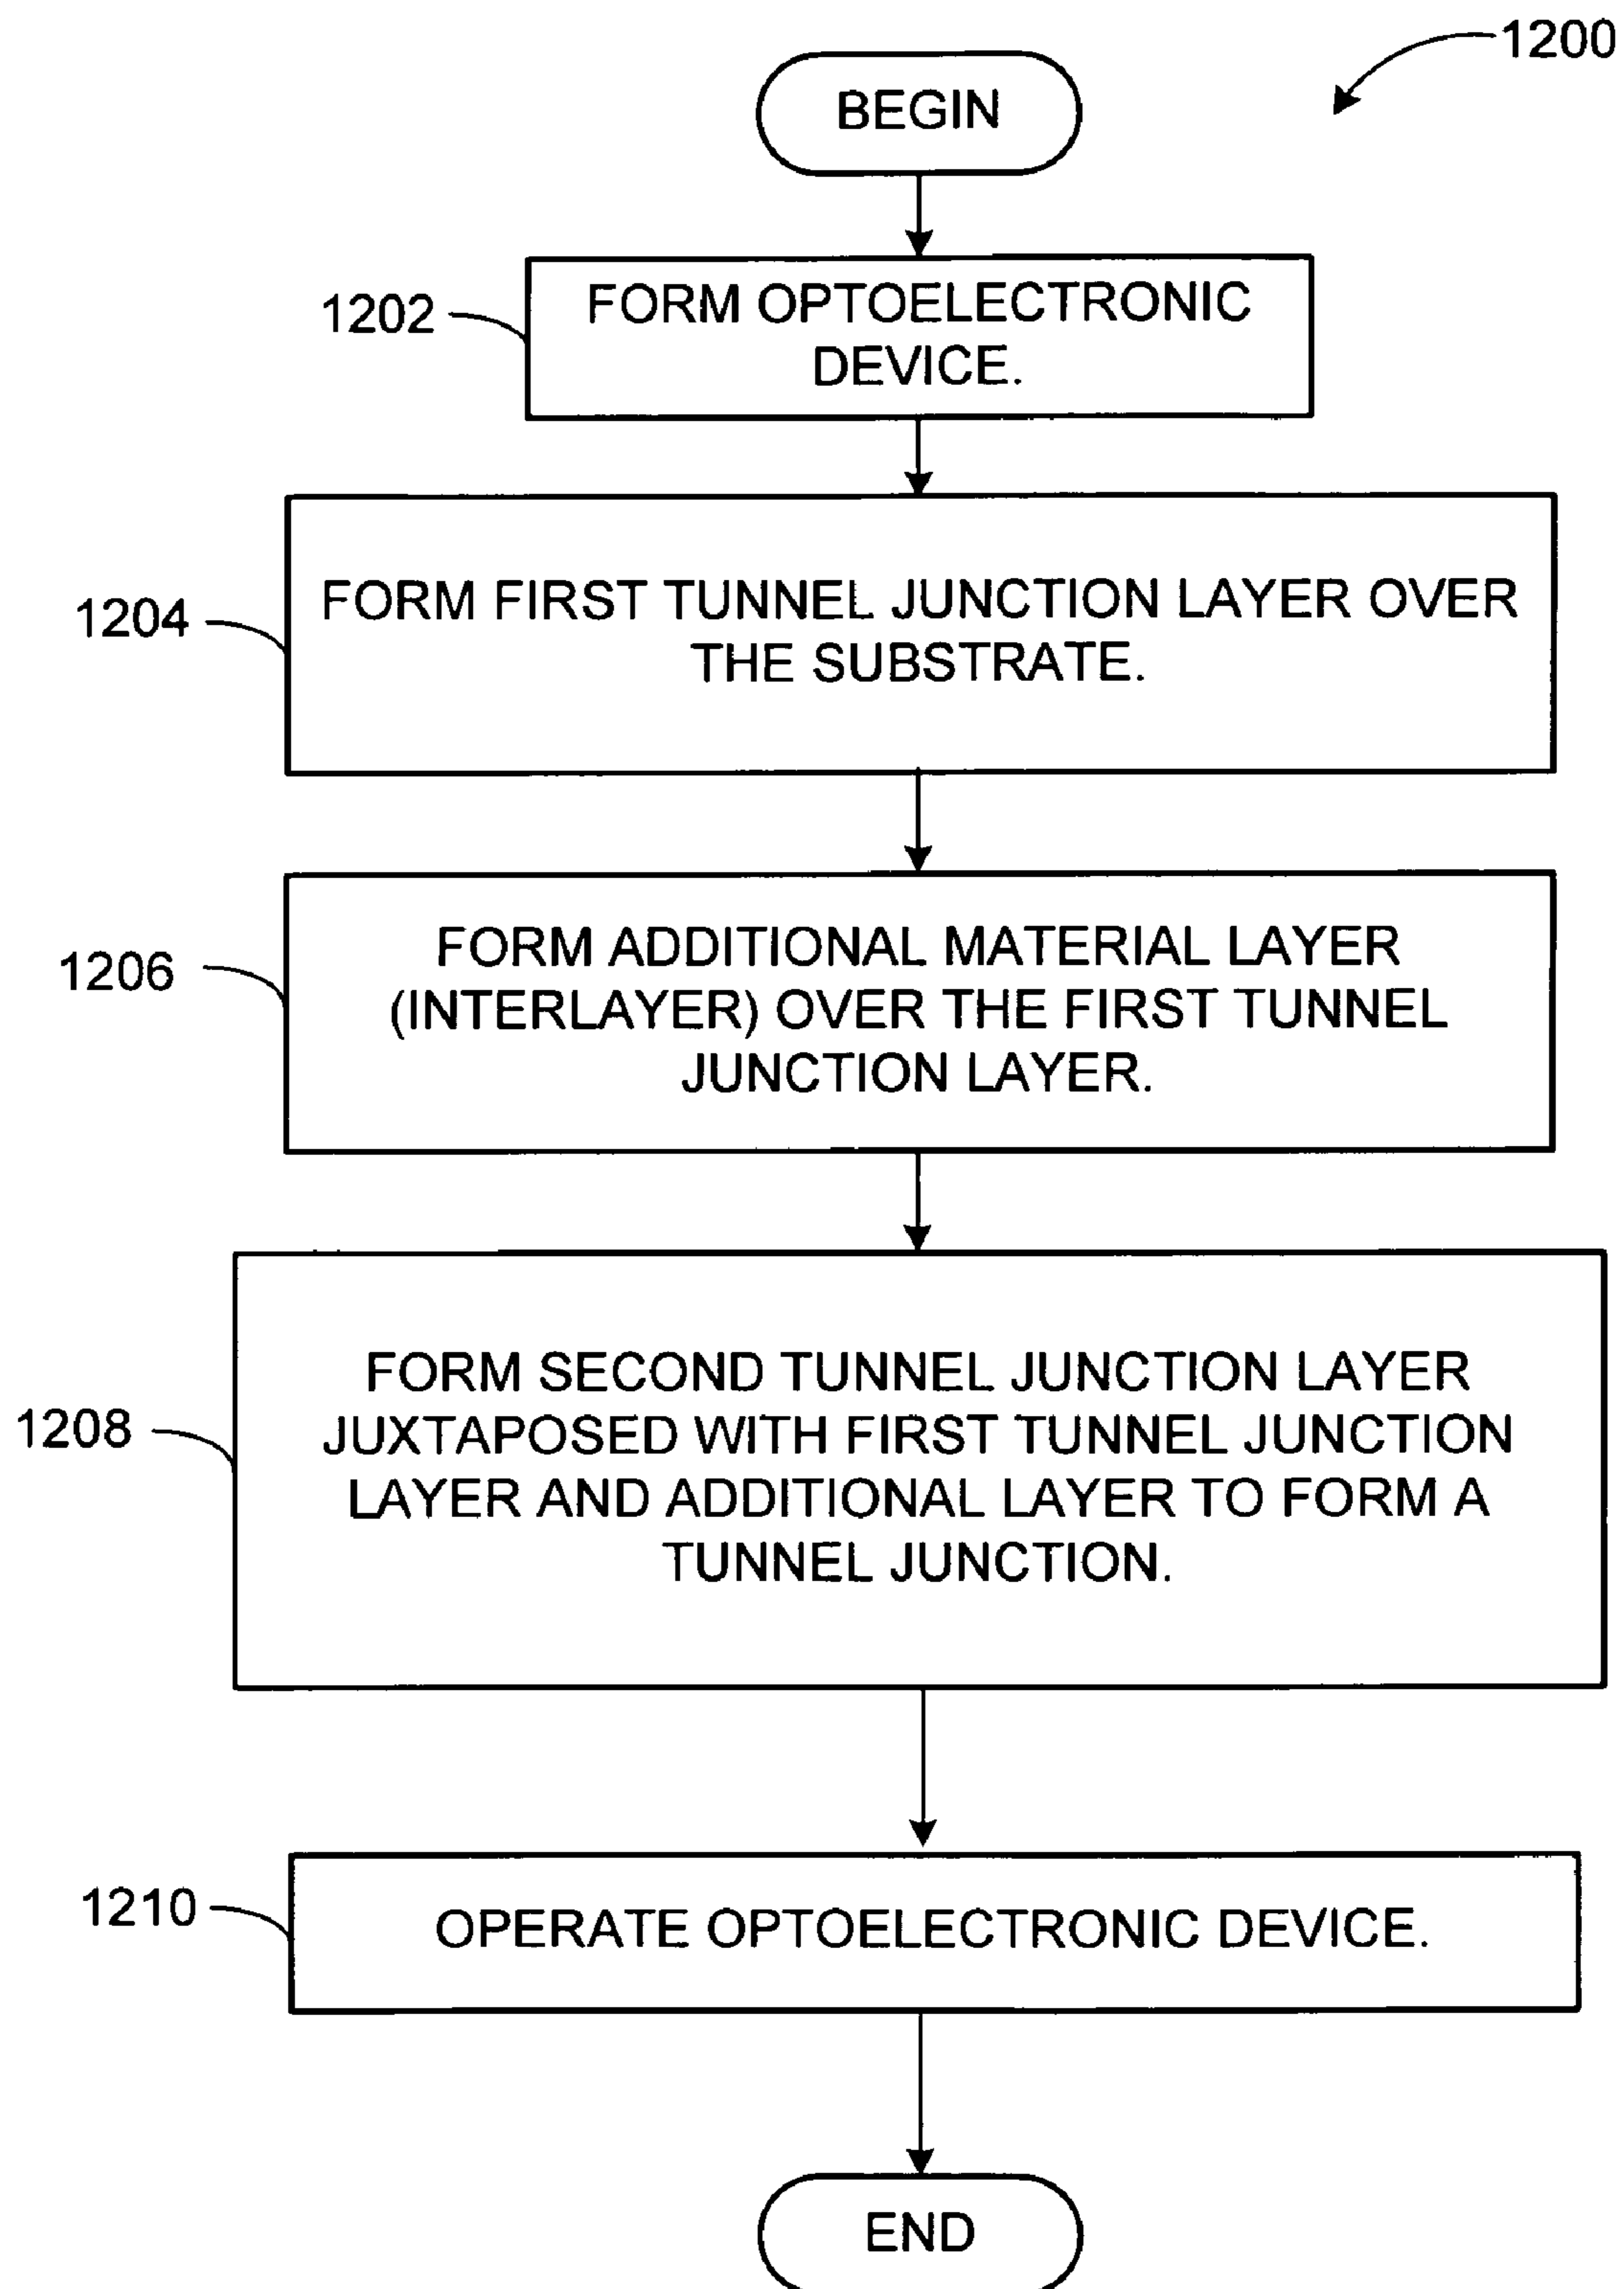 1200
BEGIN
1202
FORM OPTOELECTRONIC
DEVICE.
1204
FORM FIRST TUNNEL JUNCTION LAYER OVER
THE SUBSTRATE.
1206
FORM ADDITIONAL MATERIAL LAYER
(INTERLAYER) OVER THE FIRST TUNNEL
JUNCTION LAYER.
1208
FORM SECOND TUNNEL JUNCTION LAYER
JUXTAPOSED WITH FIRST TUNNEL JUNCTION
LAYER AND ADDITIONAL LAYER TO FORM A
TUNNEL JUNCTION.
1210
OPERATE OPTOELECTRONIC DEVICE.
END